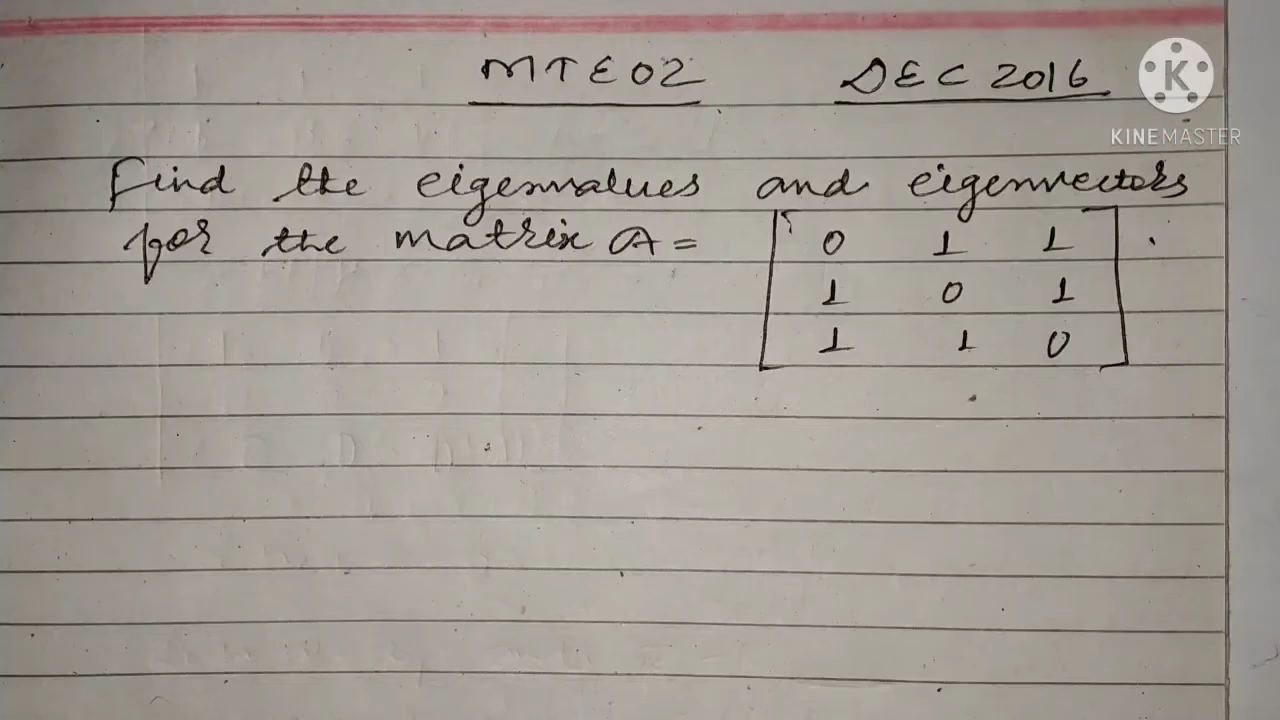 MTE02 DEC 2016
KINEMASTER
Find the eigenvalues and eigenvectors
for the matrix A = [ 0 1 1 ] .
1 0 1
1 1 0